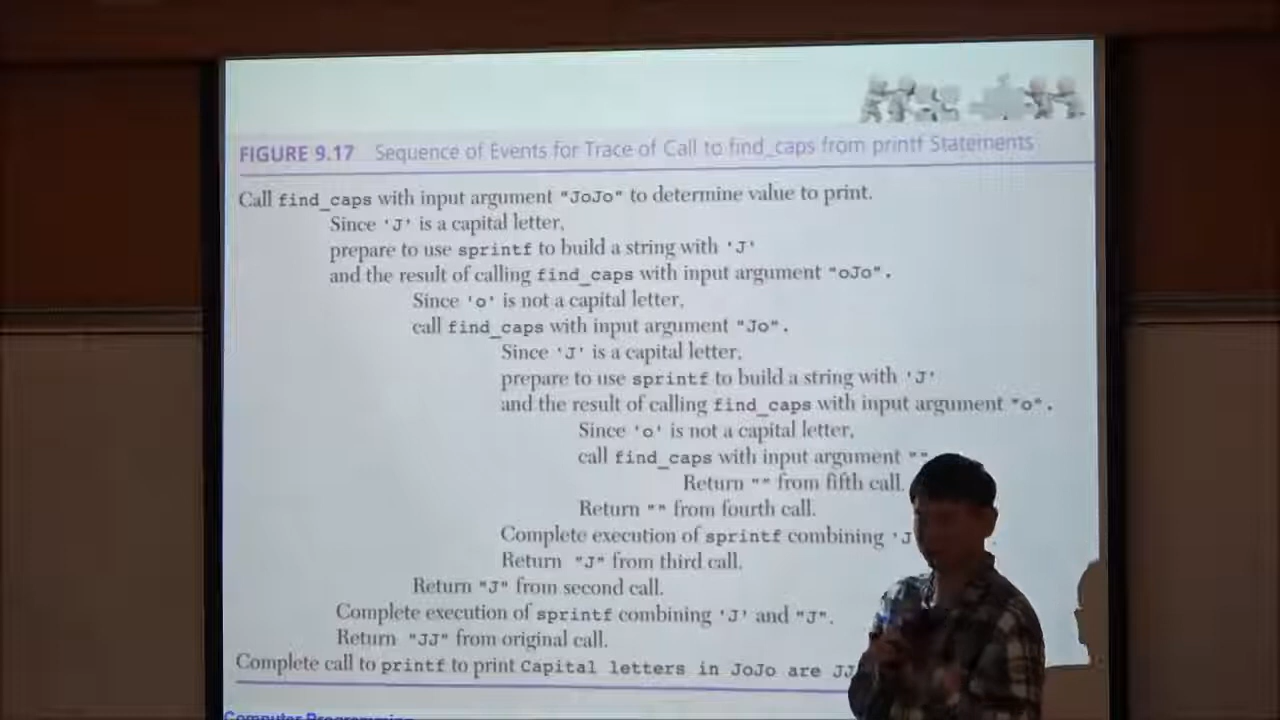 FIGURE 9.17 Sequence of Events for Trace of Call to find_caps from printf Statements
Call find_caps with input argument "JoJo" to determine value to print.
Since 'J' is a capital letter,
prepare to use sprintf to build a string with 'J'
and the result of calling find_caps with input argument "oJo".
Since 'o' is not a capital letter,
call find_caps with input argument "Jo".
Since 'J' is a capital letter,
prepare to use sprintf to build a string with 'J'
and the result of calling find_caps with input argument "o".
Since 'o' is not a capital letter,
call find_caps with input argument ""
Return "" from fifth call.
Return "" from fourth call.
Complete execution of sprintf combining 'J
Return "J" from third call.
Return "J" from second call.
Complete execution of sprintf combining 'J' and "J".
Return "JJ" from original call.
Complete call to printf to print Capital letters in JoJo are JJ
Computer Programming